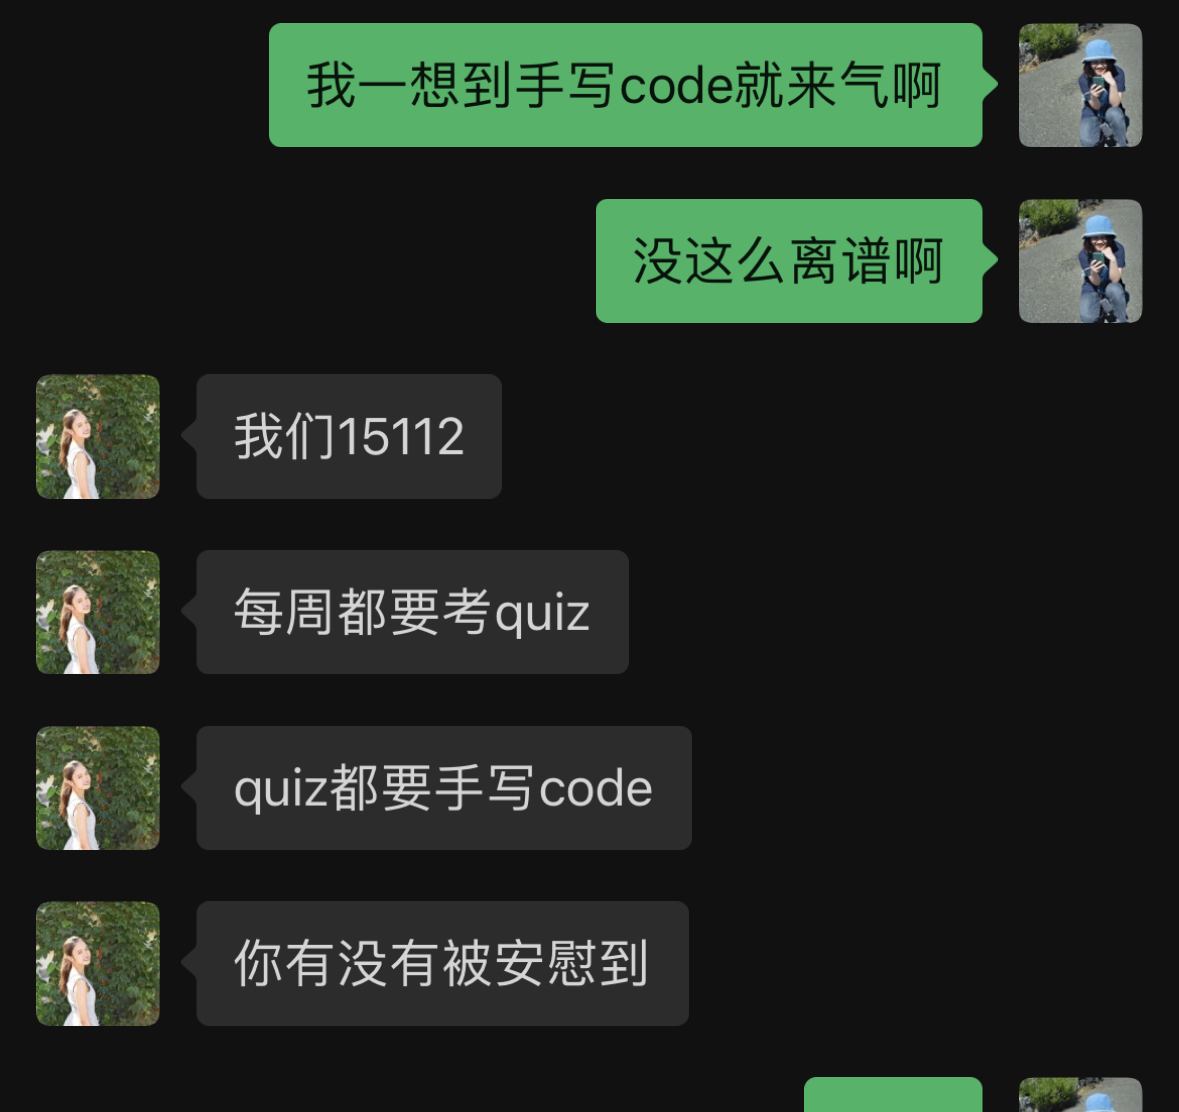 我一想到手写code就来气啊
没这么离谱啊
我们15112
每周都要考quiz
quiz都要手写code
你有没有被安慰到